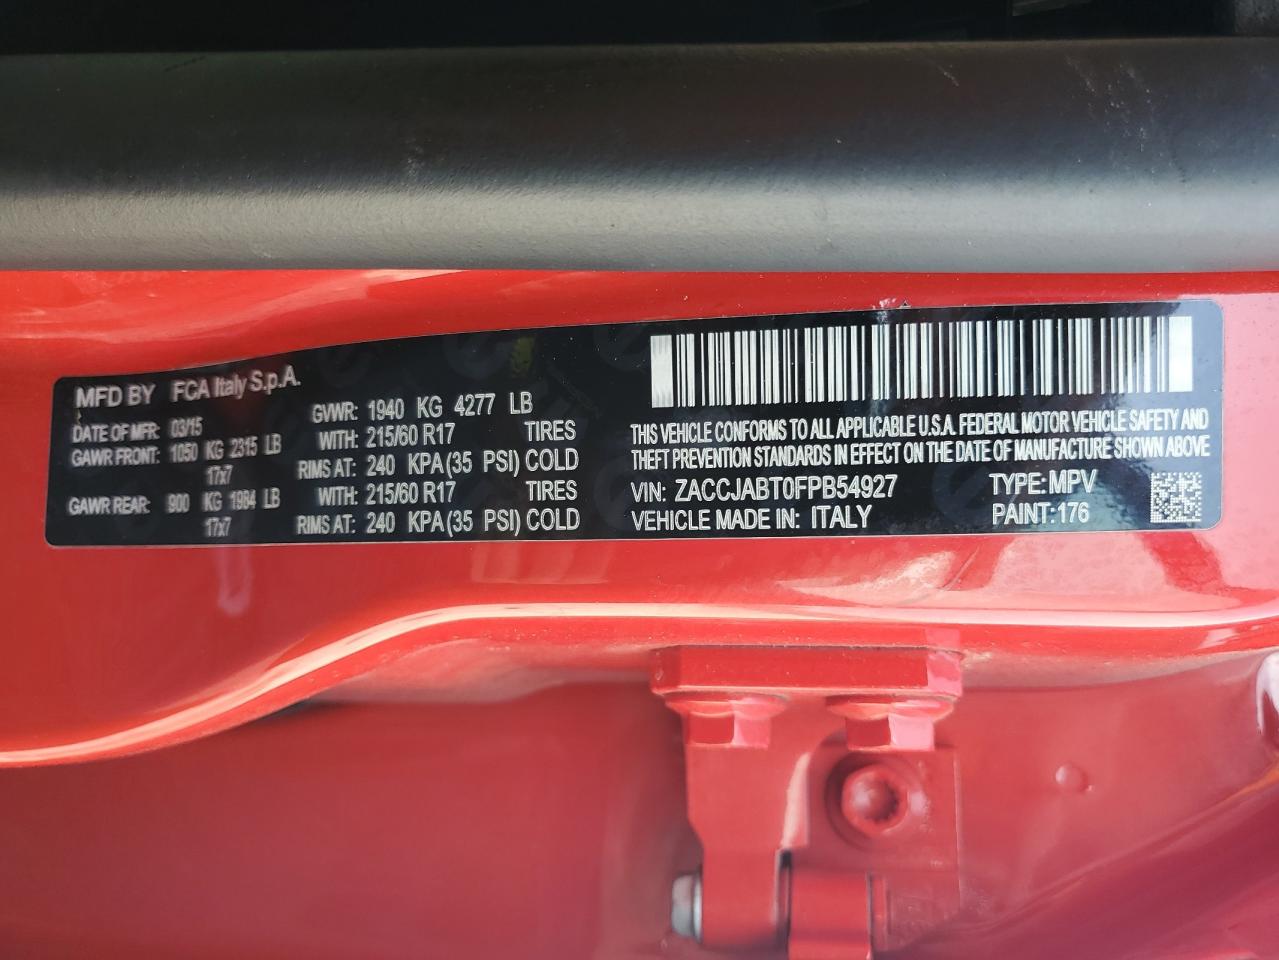 MFD BY FCA Italy S.p.A.
DATE OF MFR: 03/15
GAWR FRONT: 1050 KG 2315 LB
17x7
GAWR REAR: 900 KG 1984 LB
17x7
GVWR: 1940 KG 4277 LB
WITH: 215/60 R17 TIRES
RIMS AT: 240 KPA(35 PSI) COLD
WITH: 215/60 R17 TIRES
RIMS AT: 240 KPA(35 PSI) COLD
THIS VEHICLE CONFORMS TO ALL APPLICABLE U.S.A. FEDERAL MOTOR VEHICLE SAFETY AND
THEFT PREVENTION STANDARDS IN EFFECT ON THE DATE OF MANUFACTURE SHOWN ABOVE
VIN: ZACCJABT0FPB54927 TYPE:MPV
VEHICLE MADE IN: ITALY PAINT:176